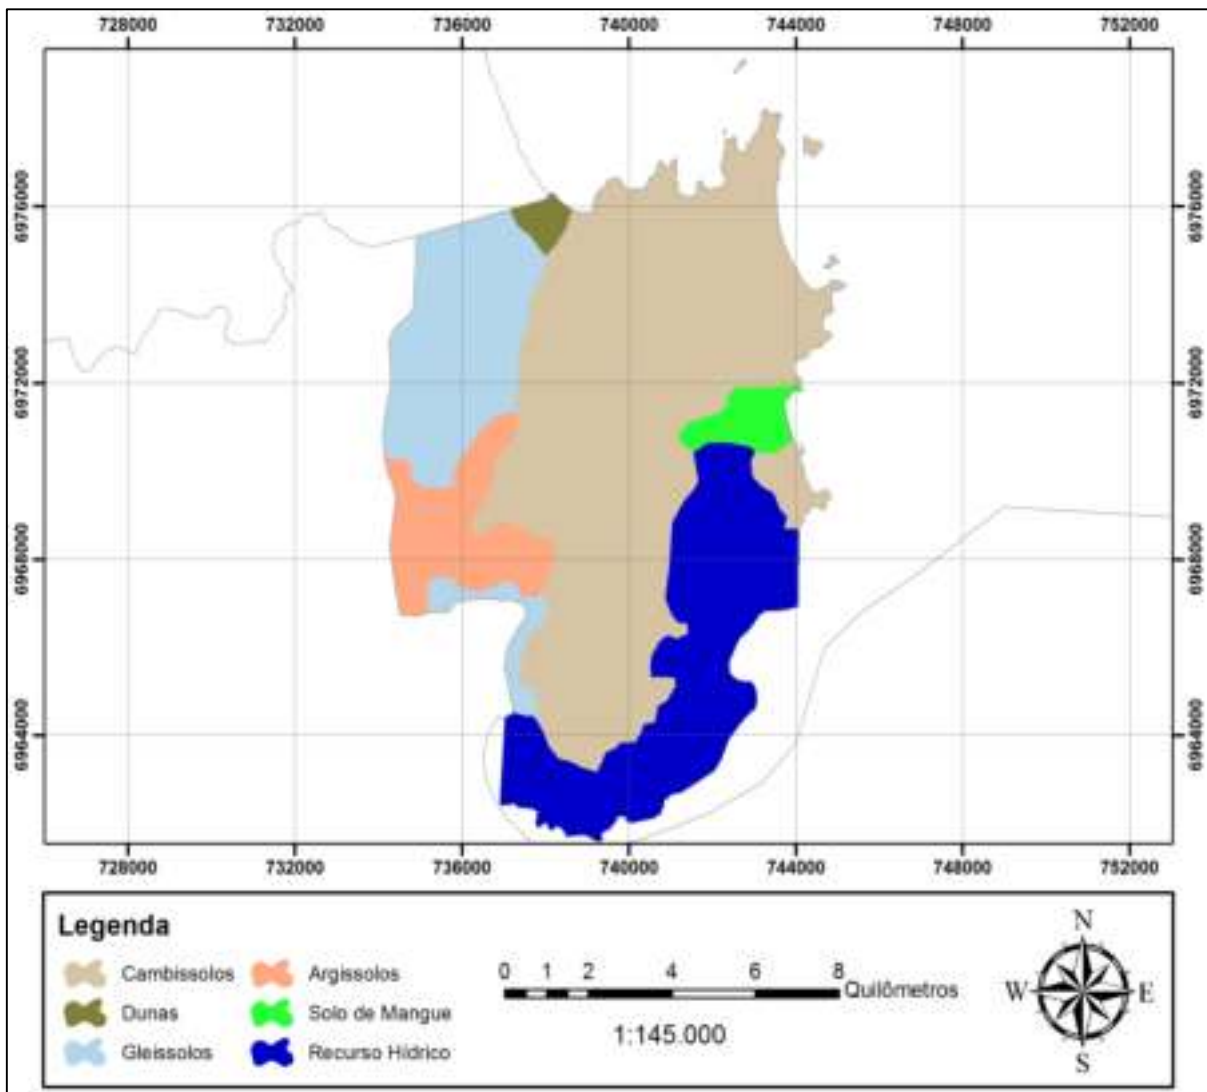 728000 732000 736000 740000 744000 748000 752000
6976000 6976000
6972000 6972000
6968000 6968000
6964000 6964000
728000 732000 736000 740000 744000 748000 752000
Legenda
Cambissolos
Dunas
Gleissolos
Argissolos
Solo de Mangue
Recurso Hídrico
0 1 2 4 6 8
Quilômetros
1:145.000
N
W E
S